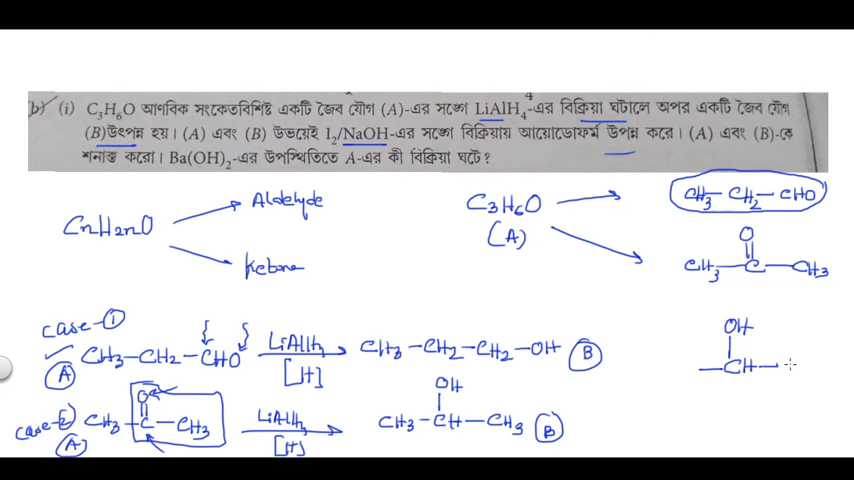 b) (i) C3H6O আণবিক সংকেতবিশিষ্ট একটি জৈব যৌগ (A)-এর সঙ্গে LiAlH4-এর বিক্রিয়া ঘটালে অপর একটি জৈব যৌগ
(B)উৎপন্ন হয়। (A) এবং (B) উভয়েই I2/NaOH-এর সঙ্গে বিক্রিয়ায় আয়োডোফর্ম উৎপন্ন করে। (A) এবং (B)-কে
শনাক্ত করো। Ba(OH)2-এর উপস্থিতিতে A-এর কী বিক্রিয়া ঘটে?
CnH2nO
Aldehyde
Ketone
C3H6O
(A)
CH3-CH2-CHO
O
CH3-C-CH3
case-1
CH3-CH2-CHO LiAlH3 CH3-CH2-CH2-OH B
A [H]
OH
-CH-
case-2 O
CH3-C-CH3 LiAlH3
A [H]
OH
CH3-CH-CH3 B